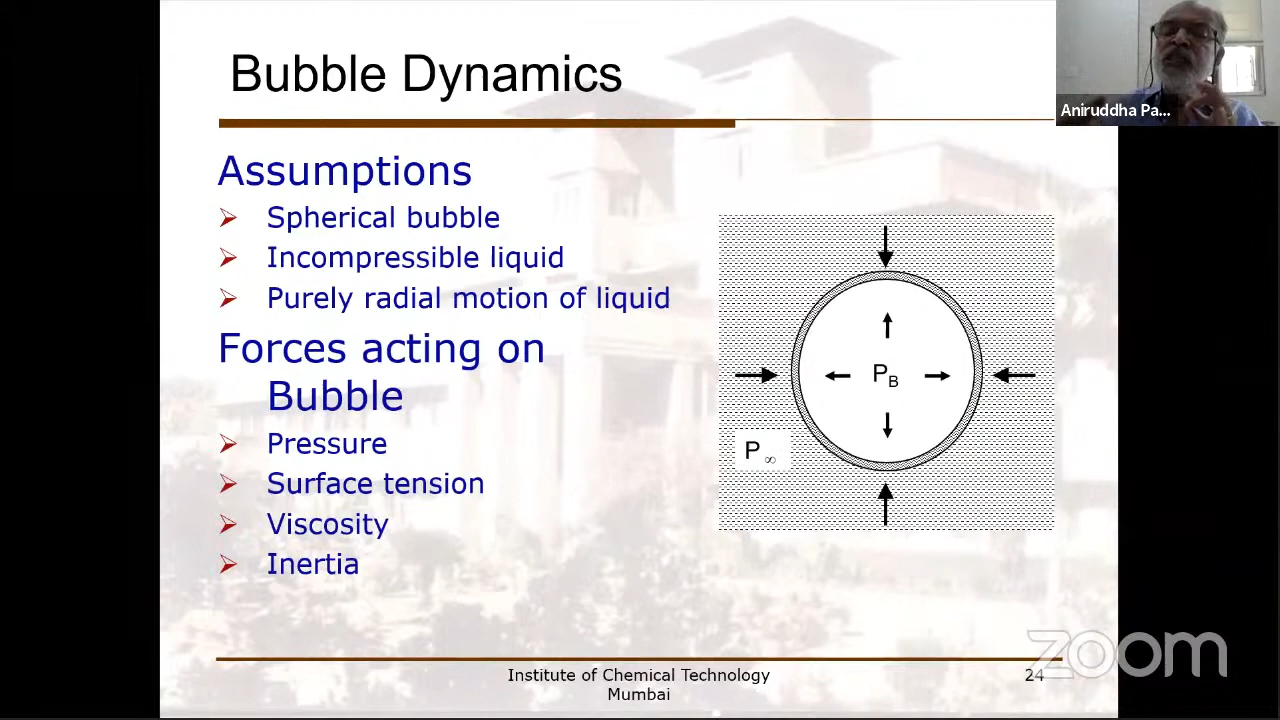 Bubble Dynamics
Aniruddha Pa...
Assumptions
Spherical bubble
Incompressible liquid
Purely radial motion of liquid
Forces acting on
Bubble
Pressure
Surface tension
Viscosity
Inertia
P_B
P_∞
zoom
Institute of Chemical Technology
Mumbai
24